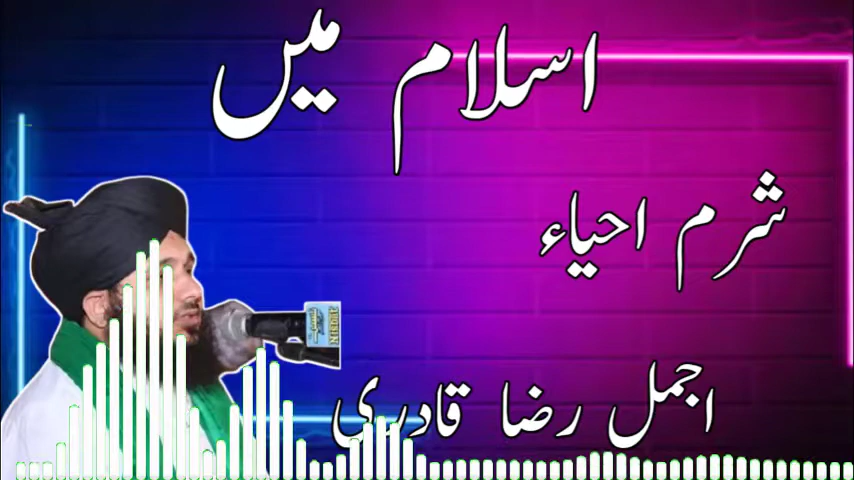 اسلام میں
شرم احیاء
اجمل رضا قادری